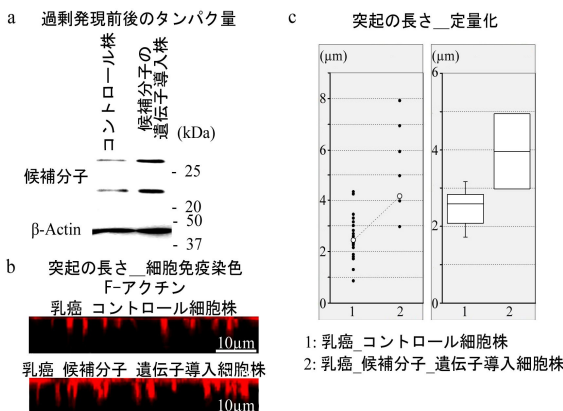 a 過剰発現前後のタンパク量
コントロール株
候補分子の
遺伝子導入株
(kDa)
候補分子
- 25
- 20
β-Actin
- 50
- 37
b 突起の長さ__細胞免疫染色
F-アクチン
乳癌_コントロール細胞株
10μm
乳癌_候補分子_遺伝子導入細胞株
10μm
c 突起の長さ__定量化
(μm)
8
6
4
2
0
1 2
(μm)
6
4
2
0
1 2
1: 乳癌_コントロール細胞株
2: 乳癌_候補分子_遺伝子導入細胞株